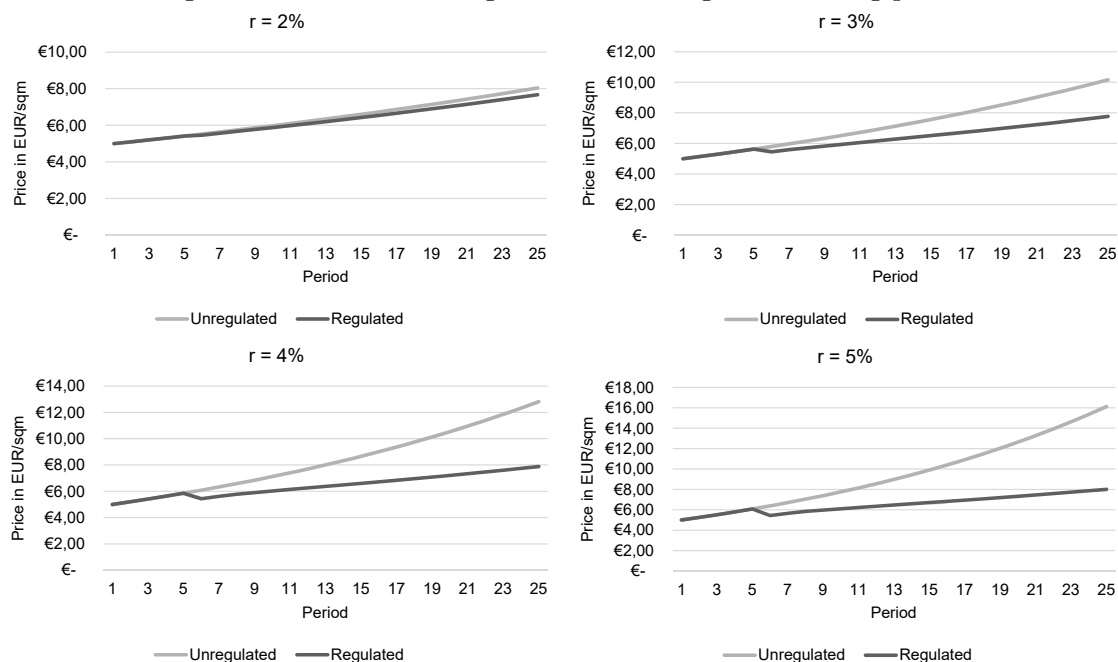 r = 2%
€10,00
€8,00
€6,00
€4,00
€2,00
€-
Price in EUR/sqm
1 3 5 7 9 11 13 15 17 19 21 23 25
Period
Unregulated Regulated
r = 3%
€12,00
€10,00
€8,00
€6,00
€4,00
€2,00
€-
Price in EUR/sqm
1 3 5 7 9 11 13 15 17 19 21 23 25
Period
Unregulated Regulated
r = 4%
€14,00
€12,00
€10,00
€8,00
€6,00
€4,00
€2,00
€-
Price in EUR/sqm
1 3 5 7 9 11 13 15 17 19 21 23 25
Period
Unregulated Regulated
r = 5%
€18,00
€16,00
€14,00
€12,00
€10,00
€8,00
€6,00
€4,00
€2,00
€-
Price in EUR/sqm
1 3 5 7 9 11 13 15 17 19 21 23 25
Period
Unregulated Regulated